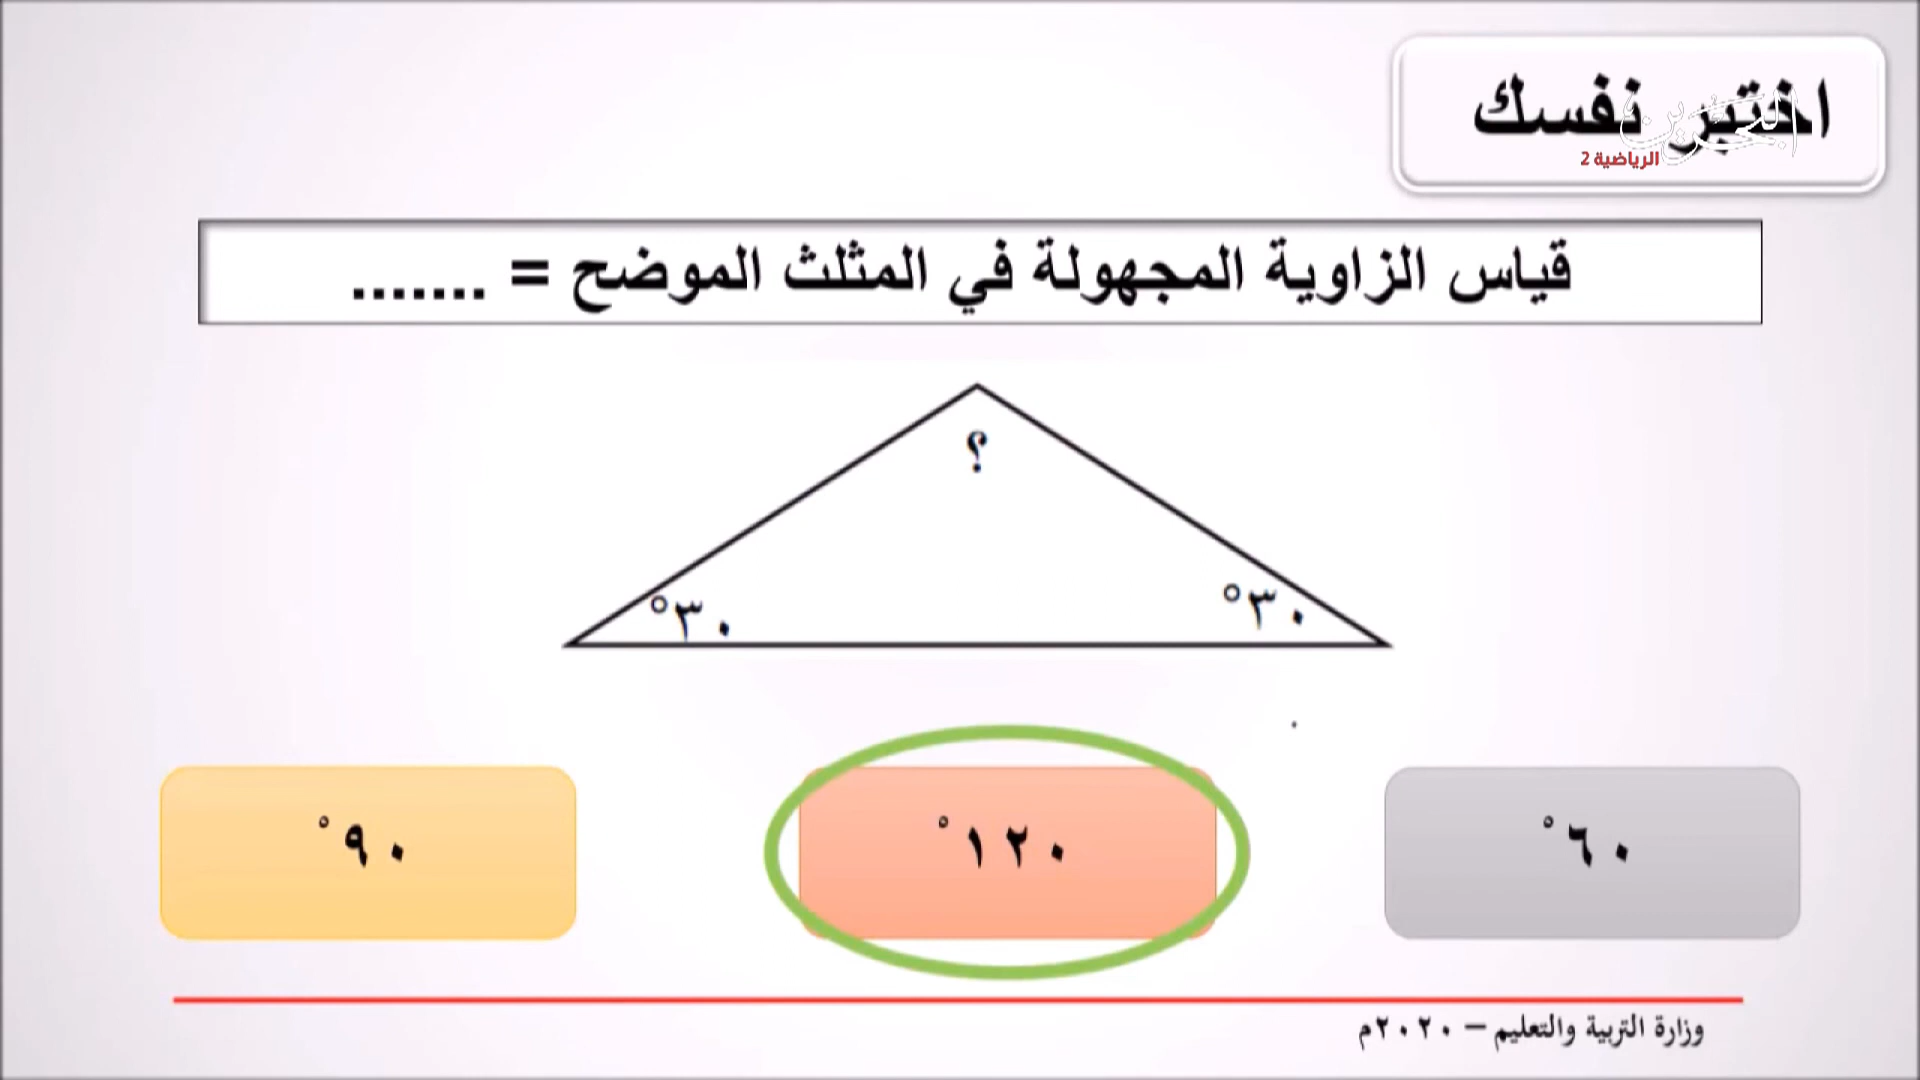 اختبر نفسك
البحرين
الرياضية 2
قياس الزاوية المجهولة في المثلث الموضح = .......
؟
°٣٠
°٣٠
°٦٠
°١٢٠
°٩٠
وزارة التربية والتعليم – ٢٠٢٠م